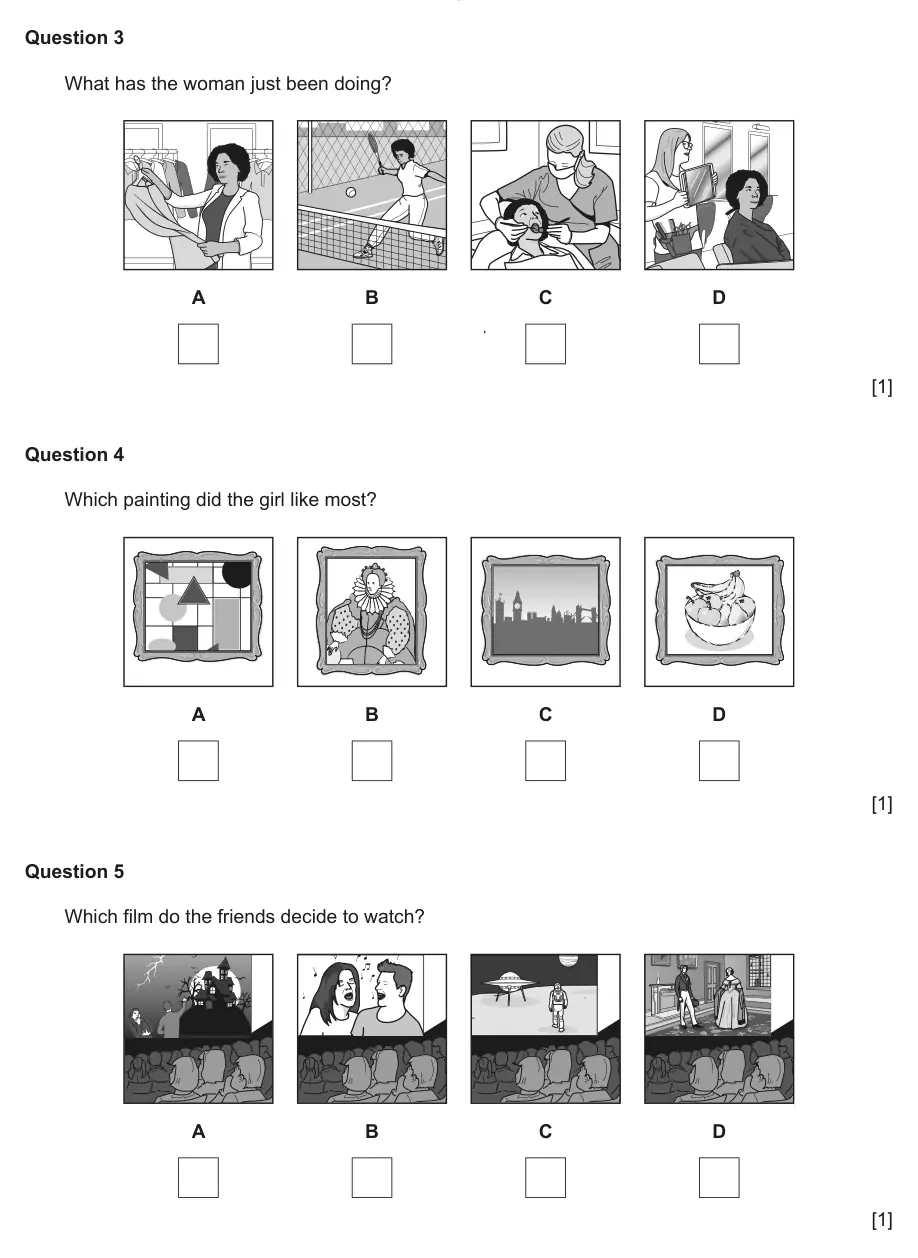 Question 3
What has the woman just been doing?
A B C D
[1]
Question 4
Which painting did the girl like most?
A B C D
[1]
Question 5
Which film do the friends decide to watch?
A B C D
[1]